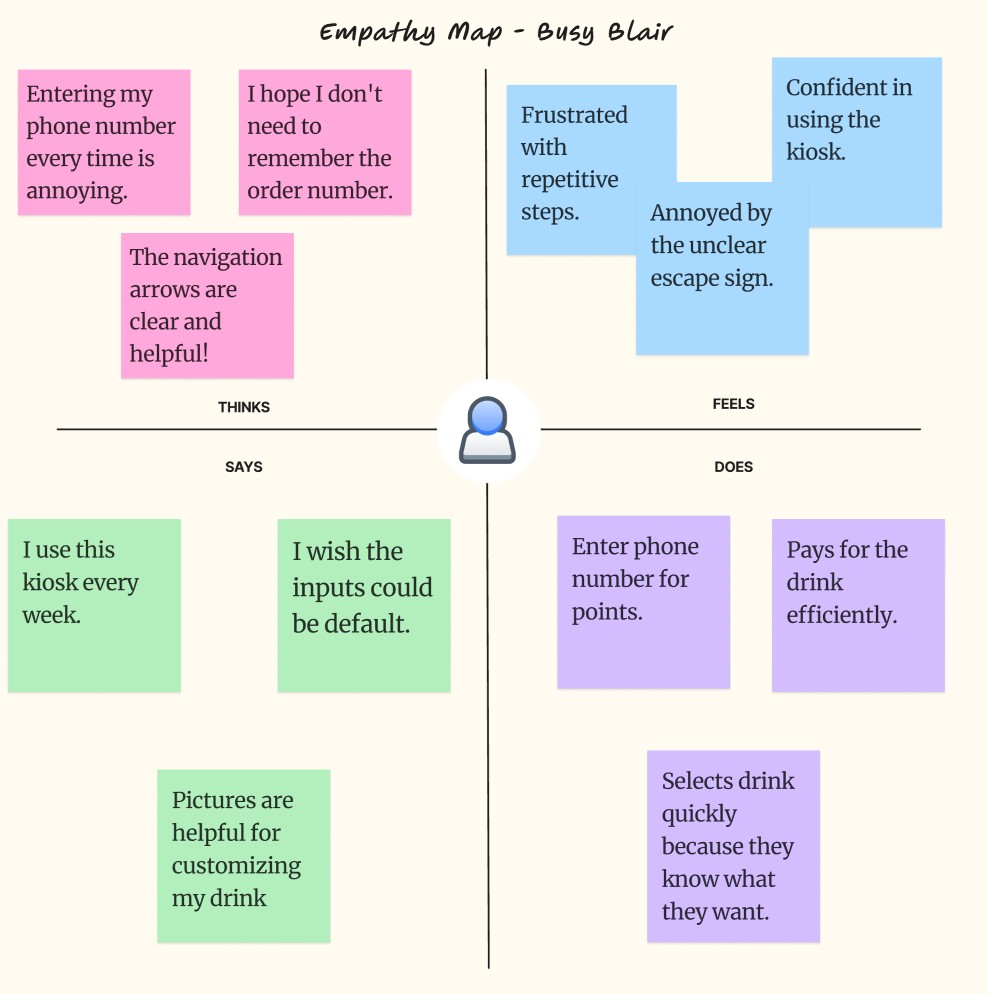 Empathy Map - Busy Blair
Entering my
phone number
every time is
annoying.
I hope I don't
need to
remember the
order number.
The navigation
arrows are
clear and
helpful!
THINKS
Frustrated
with
repetitive
steps.
Confident in
using the
kiosk.
Annoyed by
the unclear
escape sign.
FEELS
SAYS
I use this
kiosk every
week.
I wish the
inputs could
be default.
Pictures are
helpful for
customizing
my drink
DOES
Enter phone
number for
points.
Pays for the
drink
efficiently.
Selects drink
quickly
because they
know what
they want.